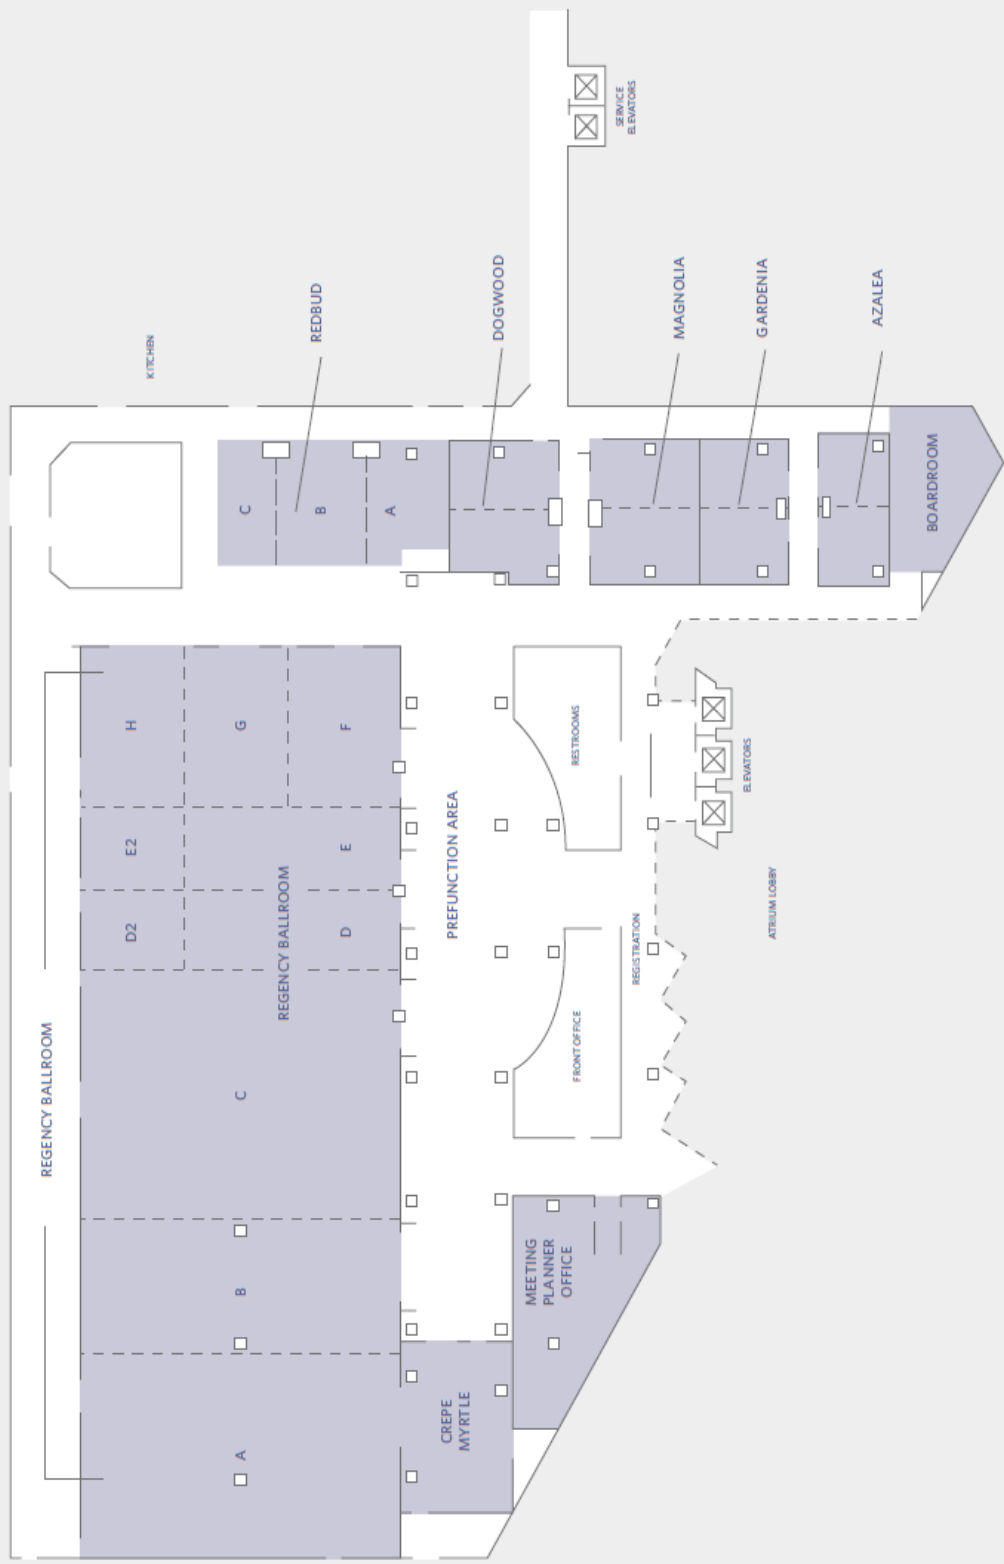 SERVICE
ELEVATORS
KITCHEN
REDBUD
DOGWOOD
MAGNOLIA
GARDENIA
AZALEA
C
B
A
BOARDROOM
H
G
F
RESTROOMS
ELEVATORS
E2
E
D2
D
REGENCY BALLROOM
PREFUNCTION AREA
REGISTRATION
ATRIUM LOBBY
REGENCY BALLROOM
C
FRONT OFFICE
B
MEETING
PLANNER
OFFICE
A
CREPE
MYRTLE